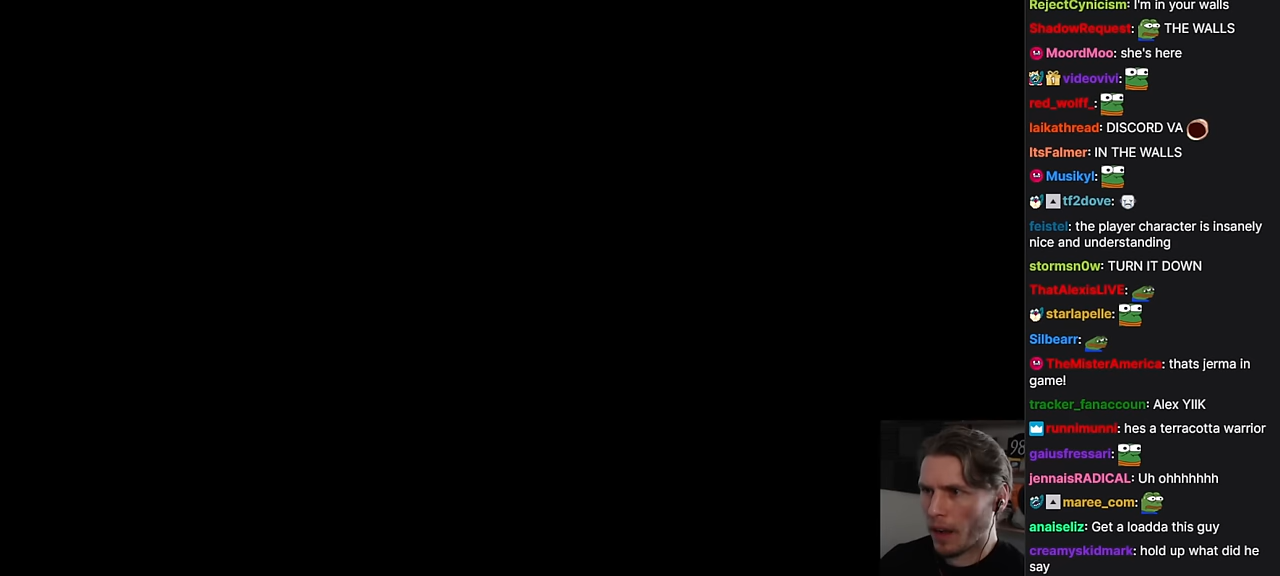 RejectCynicism: I'm in your walls
ShadowRequest: THE WALLS
MoordMoo: she's here
videovivi:
red_wolff_:
laikathread: DISCORD VA
ItsFalmer: IN THE WALLS
Musikyl:
tf2dove:
feistel: the player character is insanely
nice and understanding
stormsn0w: TURN IT DOWN
ThatAlexisLIVE:
starlapelle:
Silbearr:
TheMisterAmerica: thats jerma in
game!
tracker_fanaccoun: Alex YIIK
runnimunni: hes a terracotta warrior
gaiusfressari:
jennaisRADICAL: Uh ohhhhhhh
maree_com:
anaiseliz: Get a loadda this guy
creamyskidmark: hold up what did he
say
98